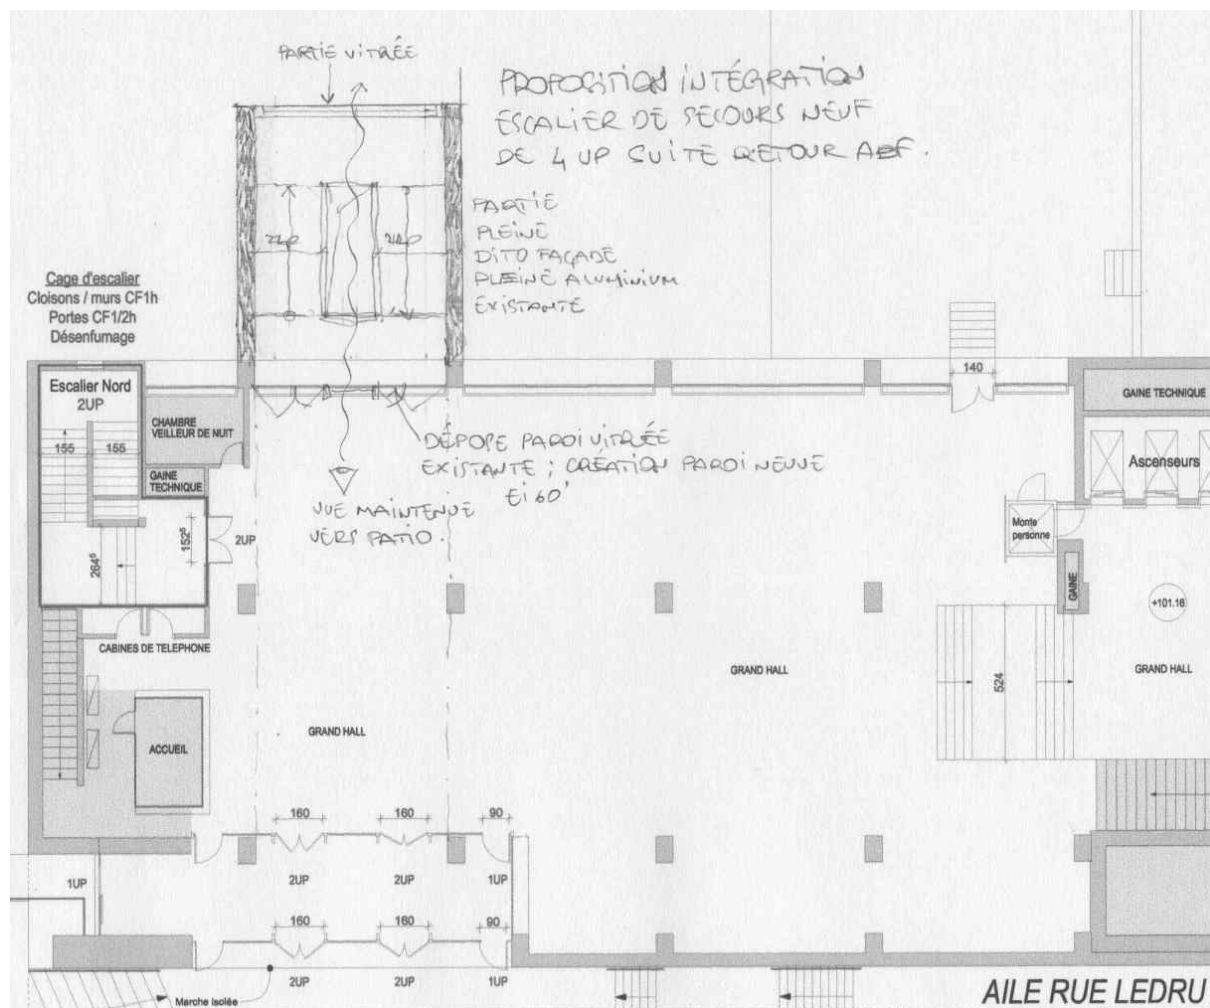 PARTIE VITRÉE
PROPOSITION INTÉGRATION
ESCALIER DE SECOURS NEUF
DE 4 UP SUITE RETOUR ABF.
PARTIE
PLEINE
DITO FAÇADE
PLEINE ALUMINIUM
EXISTANTE
2UP
2UP
Cage d'escalier
Cloisons / murs CF1h
Portes CF1/2h
Désenfumage
Escalier Nord
2UP
155
155
CHAMBRE
VEILLEUR DE NUIT
GAINE
TECHNIQUE
264⁵
152⁵
2UP
DÉPOSE PAROI VITRÉE
EXISTANTE ; CRÉATION PAROI NEUVE
Ei 60'
VUE MAINTENUE
VERS PATIO.
140
GAINE TECHNIQUE
Ascenseurs
Monte
personne
GAINE
+101.16
CABINES DE TELEPHONE
GRAND HALL
524
GRAND HALL
ACCUEIL
GRAND HALL
160
160
90
1UP
2UP
2UP
1UP
160
160
90
2UP
2UP
1UP
Marche isolée
AILE RUE LEDRU